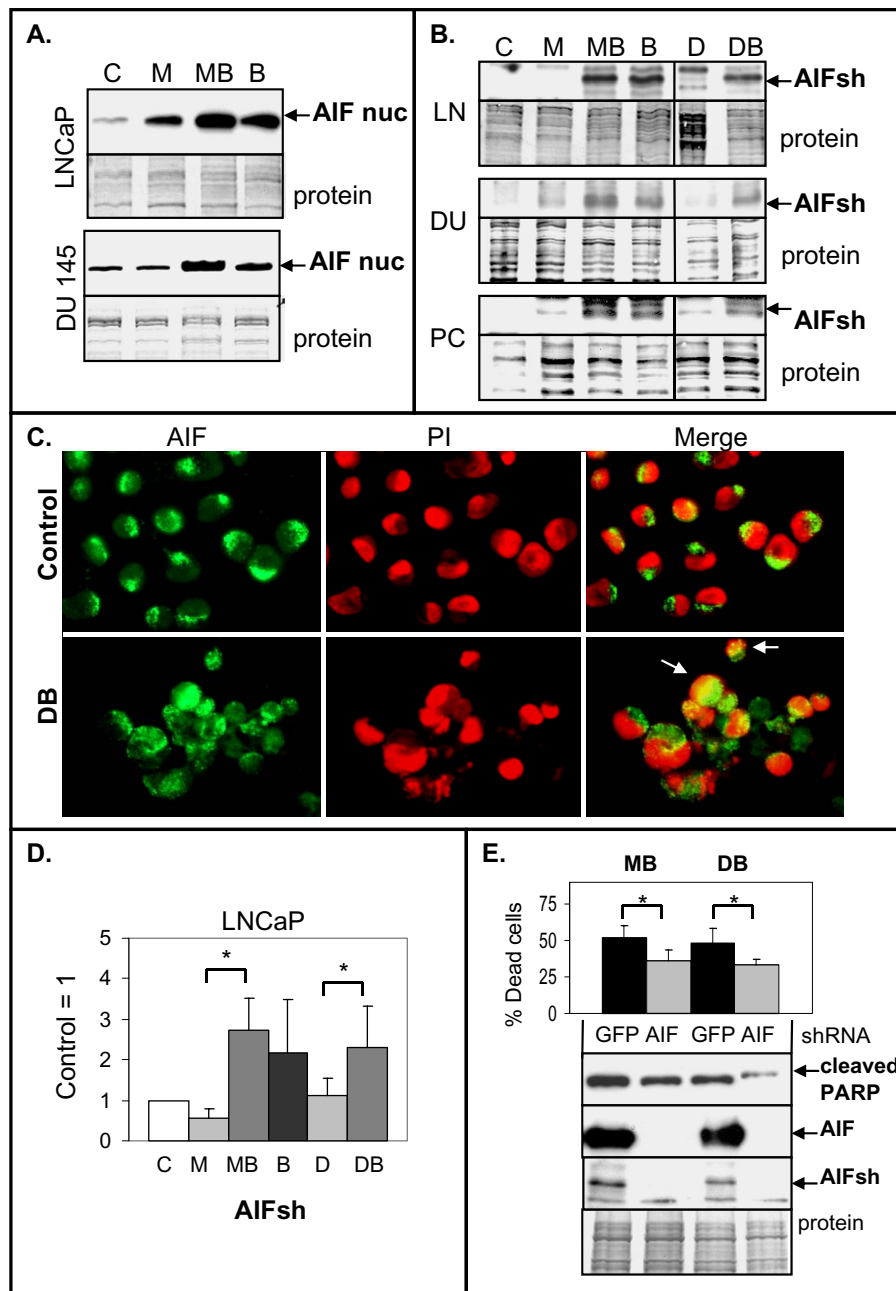 A.
C M MB B
LNCaP
AIF nuc
protein
DU 145
AIF nuc
protein
B.
C M MB B D DB
LN
AIFsh
protein
DU
AIFsh
protein
PC
AIFsh
protein
C.
AIF PI Merge
Control
DB
D.
LNCaP
Control = 1
5
4
3
2
1
0
* *
C M MB B D DB
AIFsh
E.
MB DB
% Dead cells
75
50
25
0
* *
GFP AIF GFP AIF shRNA
cleaved
PARP
AIF
AIFsh
protein